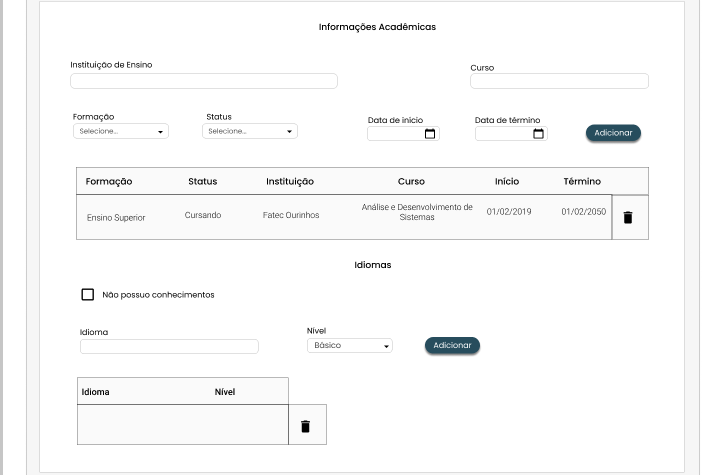 Informações Acadêmicas
Instituição de Ensino
Curso
Formação Status Data de início Data de término
Selecione... Selecione... Adicionar
Formação Status Instituição Curso Início Término
Ensino Superior Cursando Fatec Ourinhos Análise e Desenvolvimento de Sistemas 01/02/2019 01/02/2050
Idiomas
Não possuo conhecimentos
Idioma Nível
Básico Adicionar
Idioma Nível